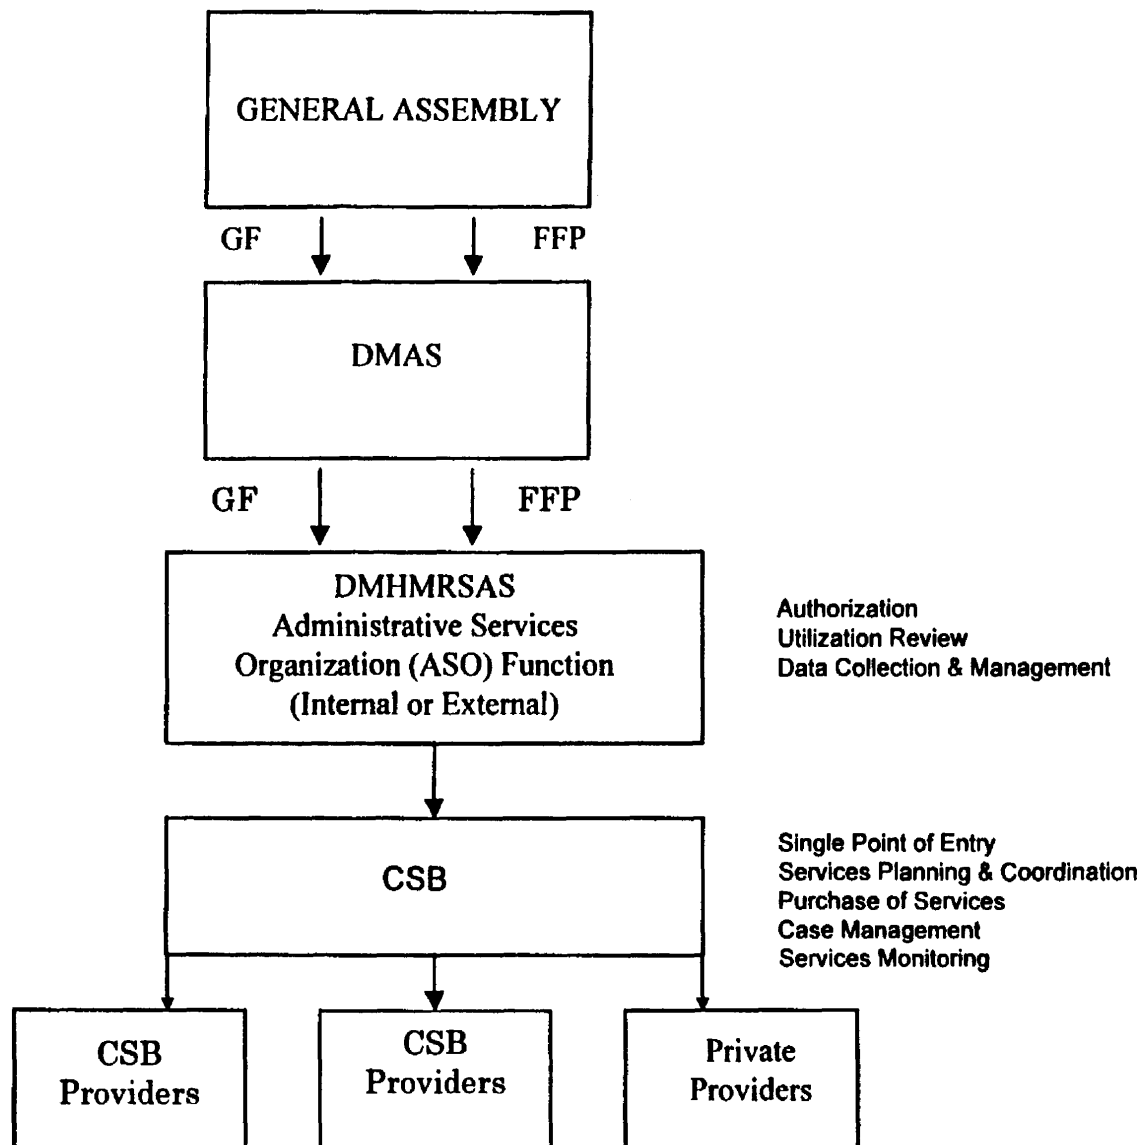 GENERAL ASSEMBLY
GF FFP
DMAS
GF FFP
DMHMRSAS
Administrative Services
Organization (ASO) Function
(Internal or External)
Authorization
Utilization Review
Data Collection & Management
CSB
Single Point of Entry
Services Planning & Coordination
Purchase of Services
Case Management
Services Monitoring
CSB
Providers
CSB
Providers
Private
Providers